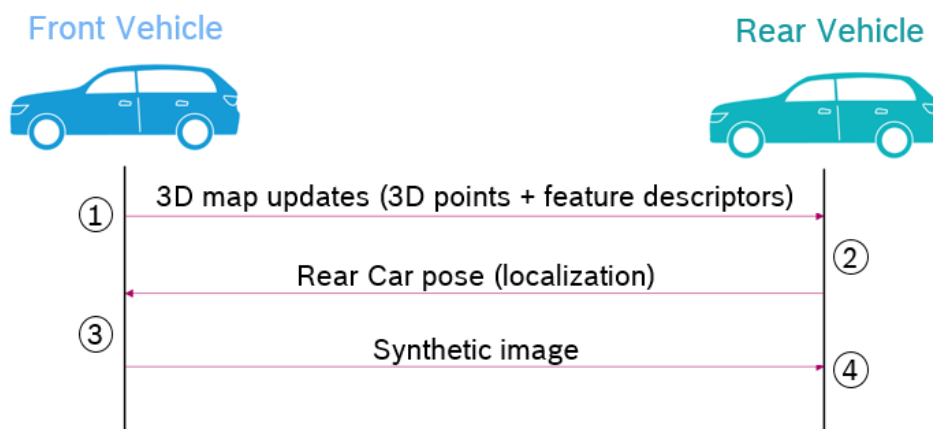 Front Vehicle
Rear Vehicle
3D map updates (3D points + feature descriptors)
1
2
Rear Car pose (localization)
3
Synthetic image
4